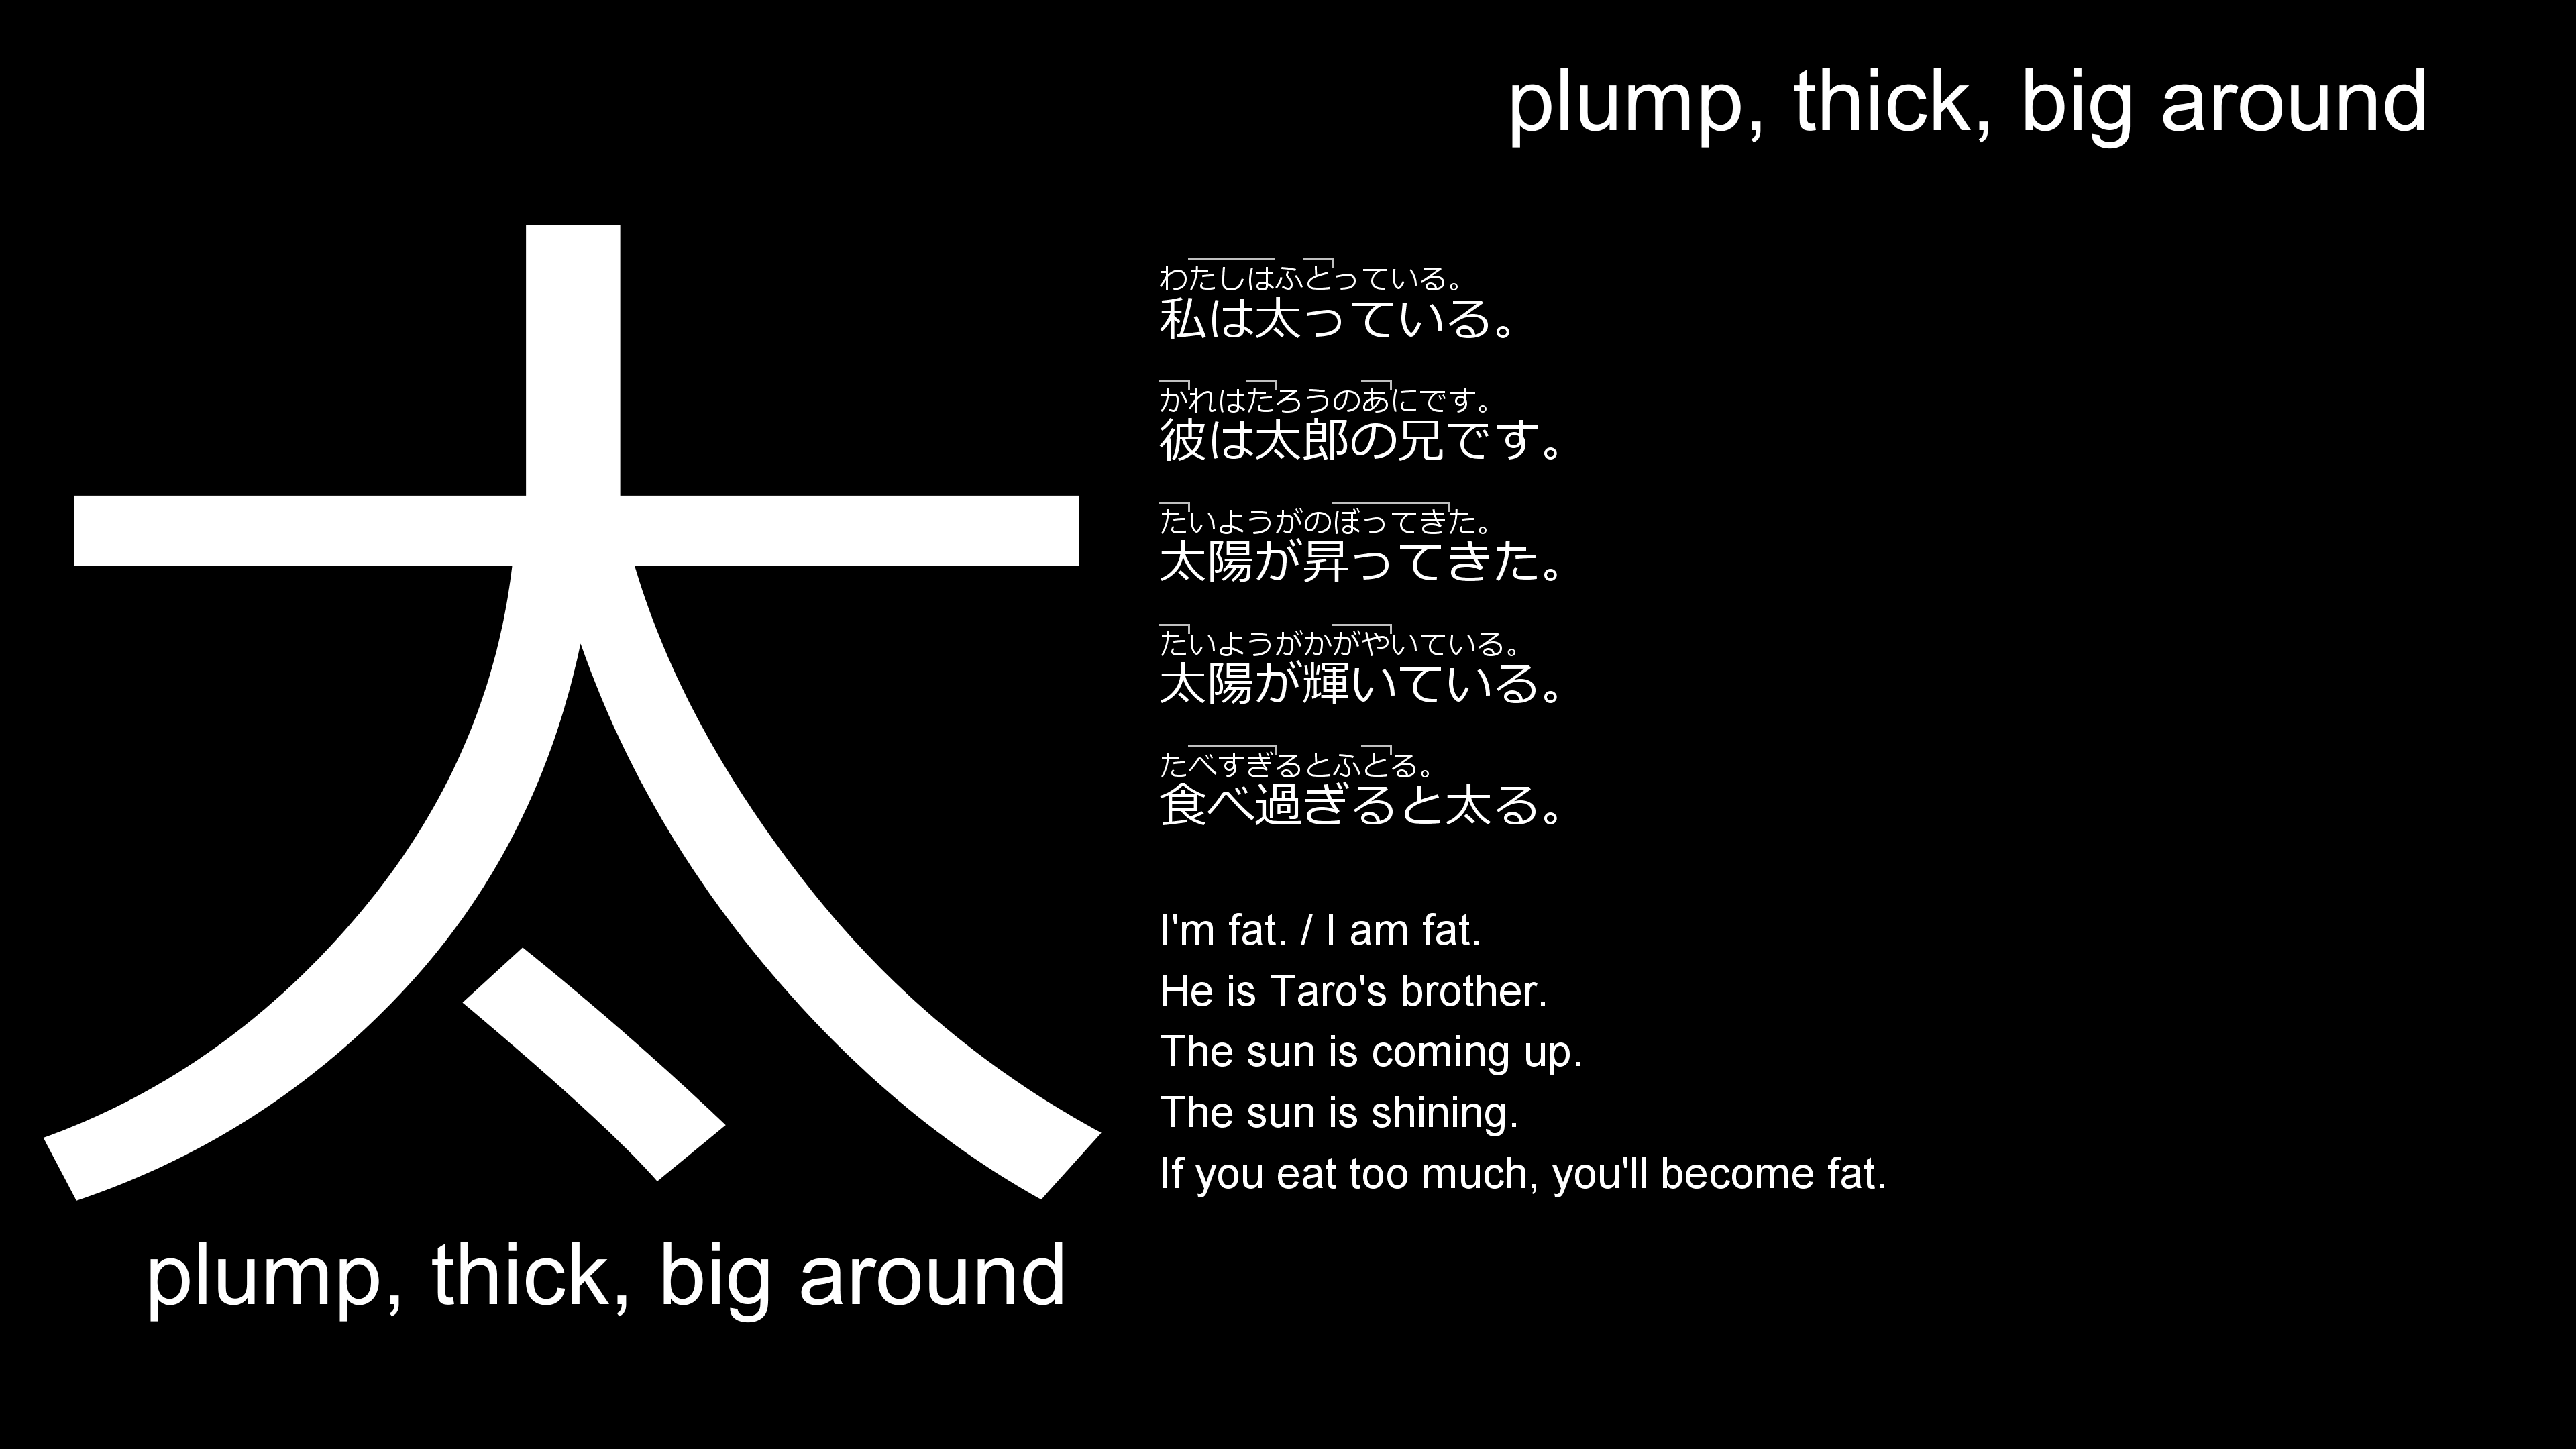 plump, thick, big around
太
わたしはふとっている。
私は太っている。
かれはたろうのあにです。
彼は太郎の兄です。
たいようがのぼってきた。
太陽が昇ってきた。
たいようがかがやいている。
太陽が輝いている。
たべすぎるとふとる。
食べ過ぎると太る。
I'm fat. / I am fat.
He is Taro's brother.
The sun is coming up.
The sun is shining.
If you eat too much, you'll become fat.
plump, thick, big around